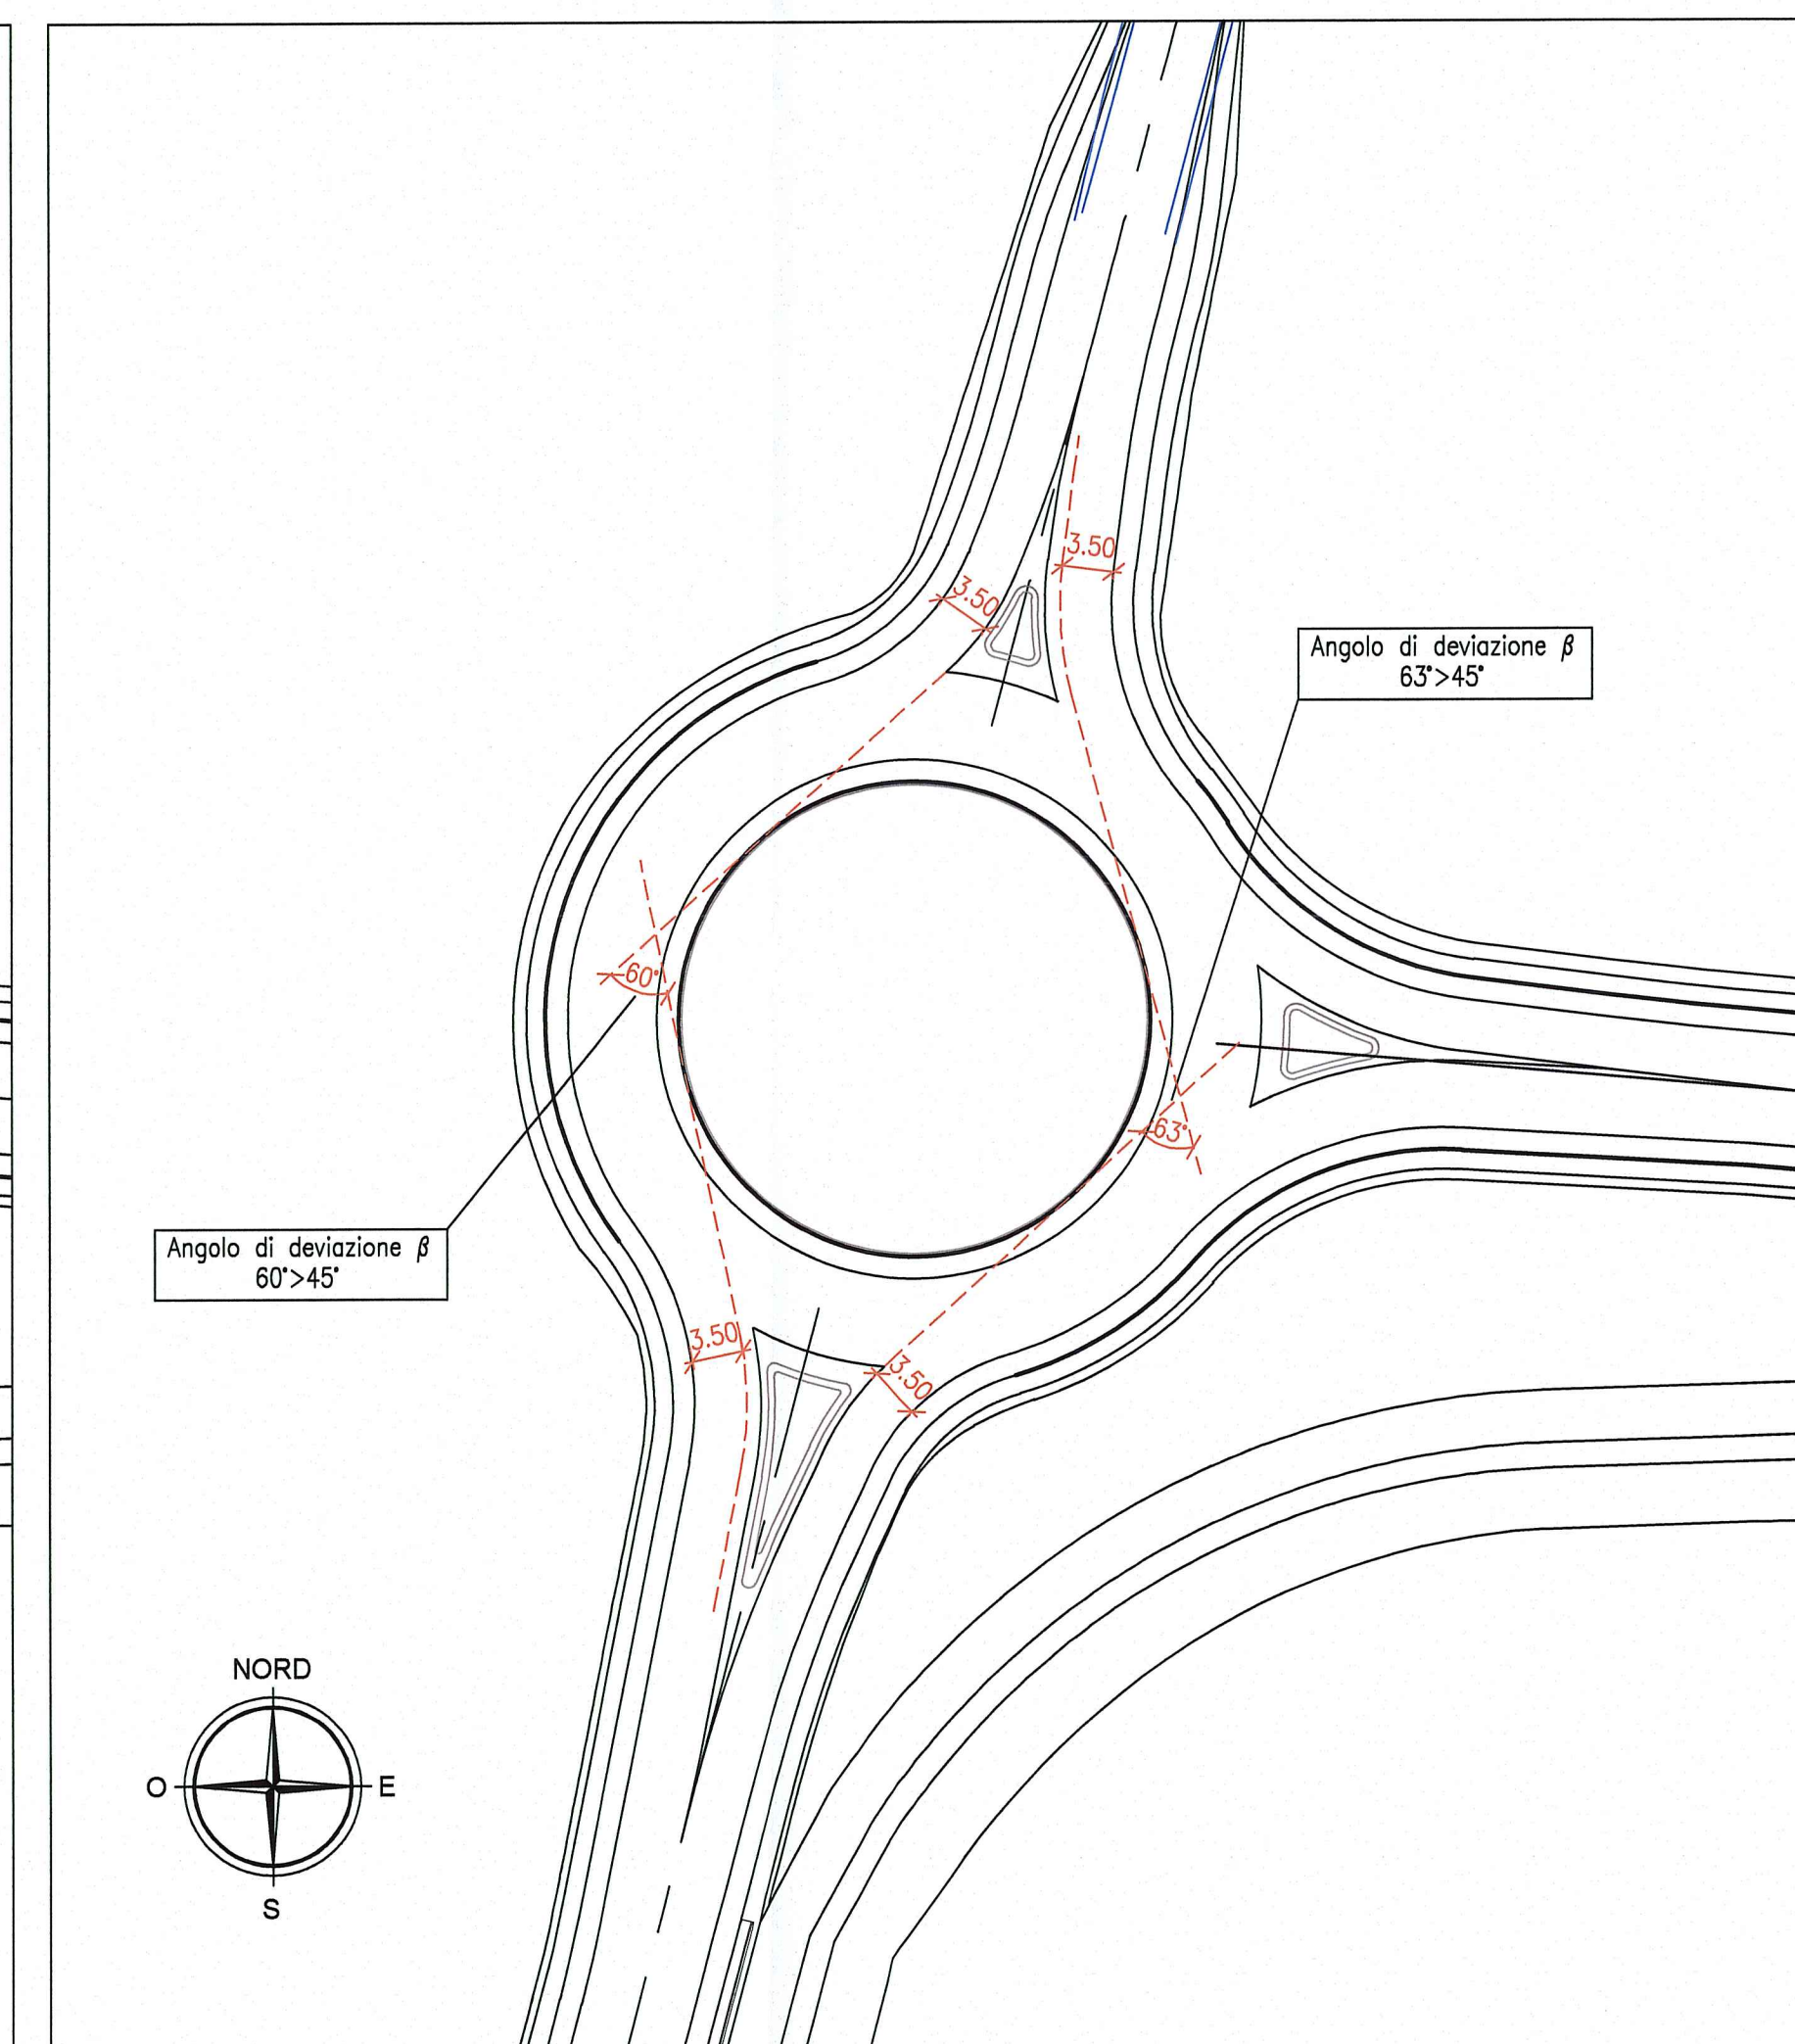 3.50
3.50
Angolo di deviazione β
63°>45°
60°
63°
Angolo di deviazione β
60°>45°
3.50
3.50
NORD
O
E
S